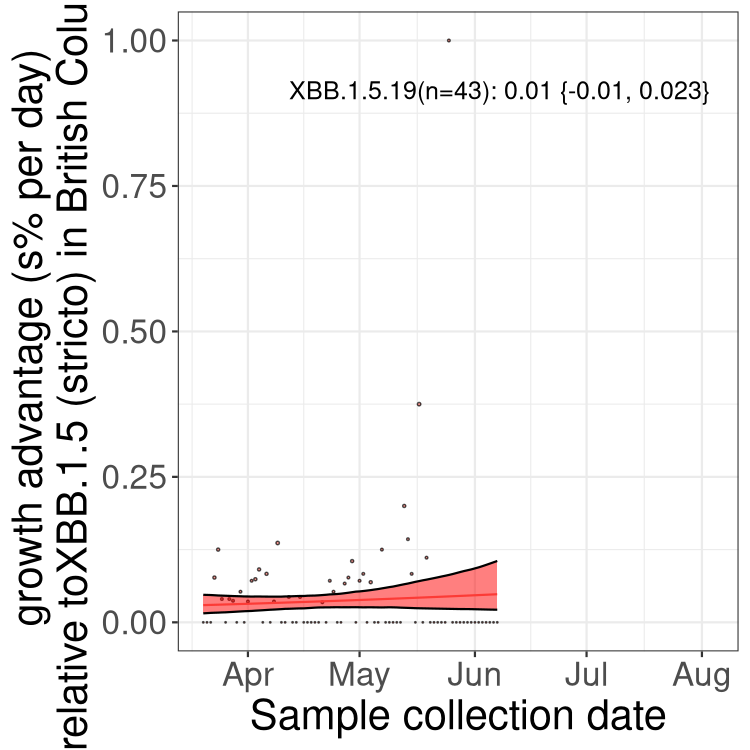 growth advantage (s% per day)
relative toXBB.1.5 (stricto) in British Colu
1.00
0.75
0.50
0.25
0.00
XBB.1.5.19(n=43): 0.01 {-0.01, 0.023}
Apr May Jun Jul Aug
Sample collection date